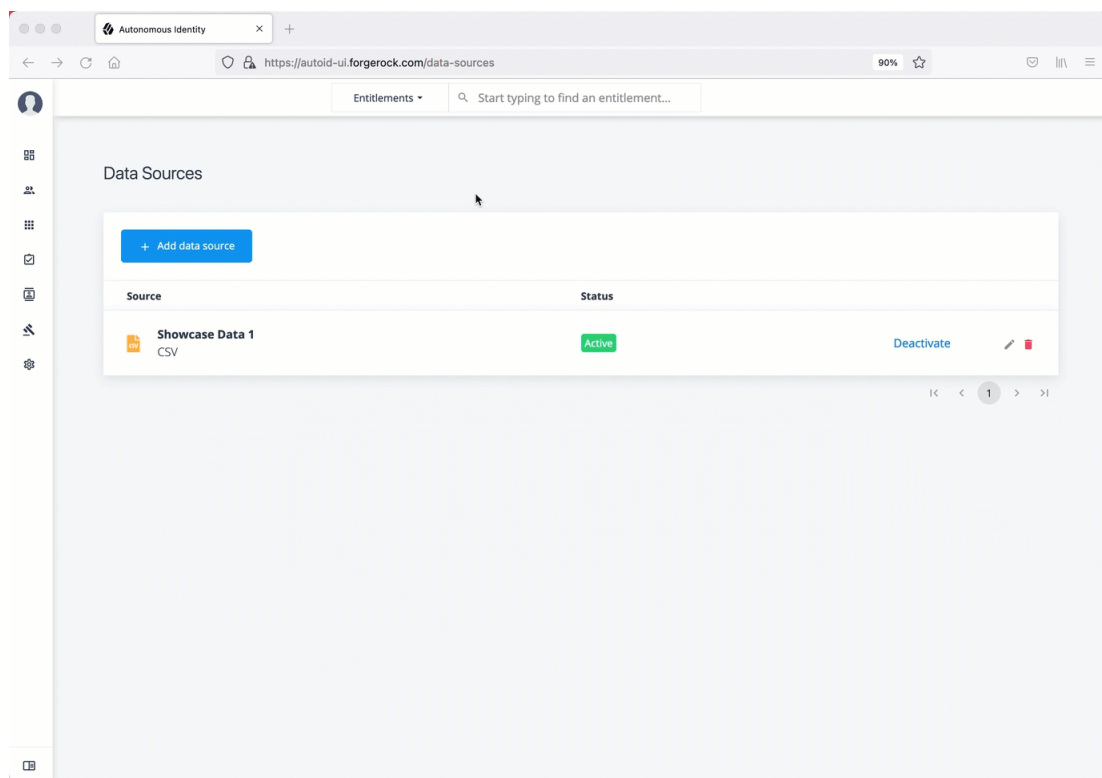 Autonomous Identity
https://autoid-ui.forgerock.com/data-sources
90%
Entitlements
Start typing to find an entitlement...
Data Sources
+ Add data source
Source Status
Showcase Data 1
CSV
CSV
Active
Deactivate
1